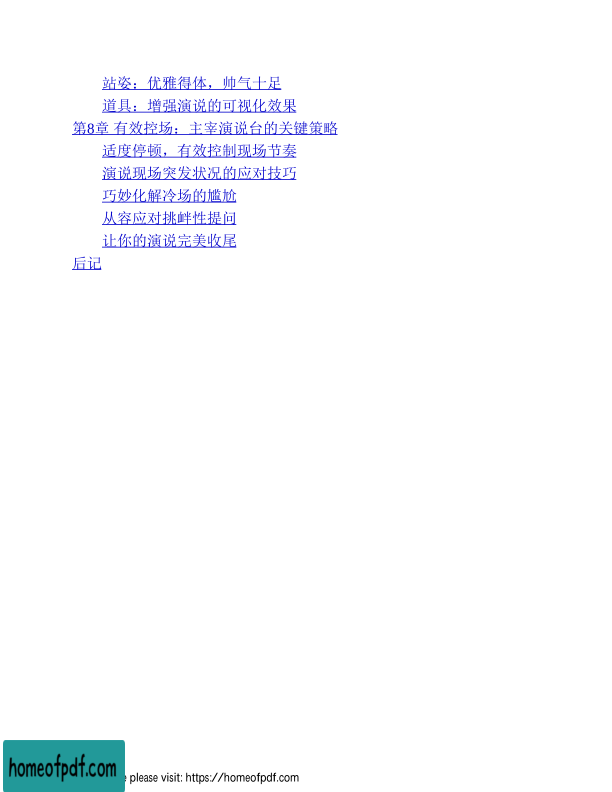 站姿：优雅得体，帅气十足
道具：增强演说的可视化效果
第8章 有效控场：主宰演说台的关键策略
适度停顿，有效控制现场节奏
演说现场突发状况的应对技巧
巧妙化解冷场的尴尬
从容应对挑衅性提问
让你的演说完美收尾
后记
homeofpdf.com
please visit: https://homeofpdf.com